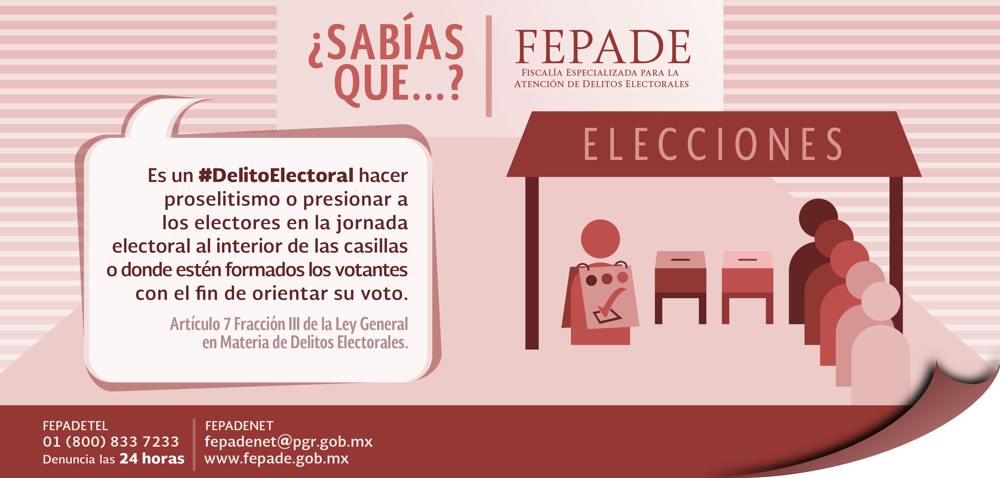 ¿SABÍAS
QUE...?
FEPADE
FISCALÍA ESPECIALIZADA PARA LA
ATENCIÓN DE DELITOS ELECTORALES
ELECCIONES
Es un #DelitoElectoral hacer
proselitismo o presionar a
los electores en la jornada
electoral al interior de las casillas
o donde estén formados los votantes
con el fin de orientar su voto.
Artículo 7 Fracción III de la Ley General
en Materia de Delitos Electorales.
FEPADETEL
01 (800) 833 7233
Denuncia las 24 horas
FEPADENET
fepadenet@pgr.gob.mx
www.fepade.gob.mx